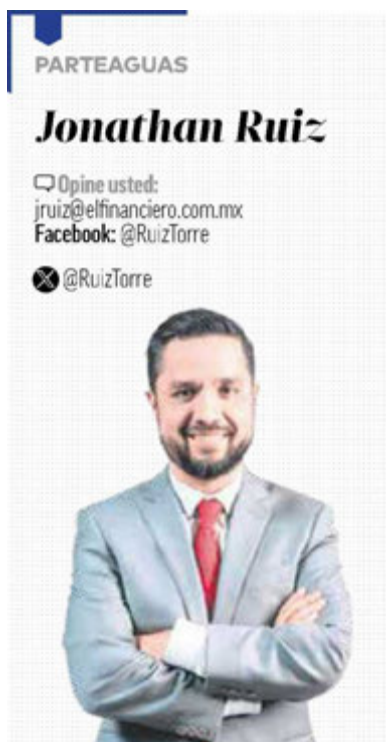 PARTEAGUAS
Jonathan Ruiz
Opine usted:
jruiz@elfinanciero.com.mx
Facebook: @RuizTorre
@RuizTorre